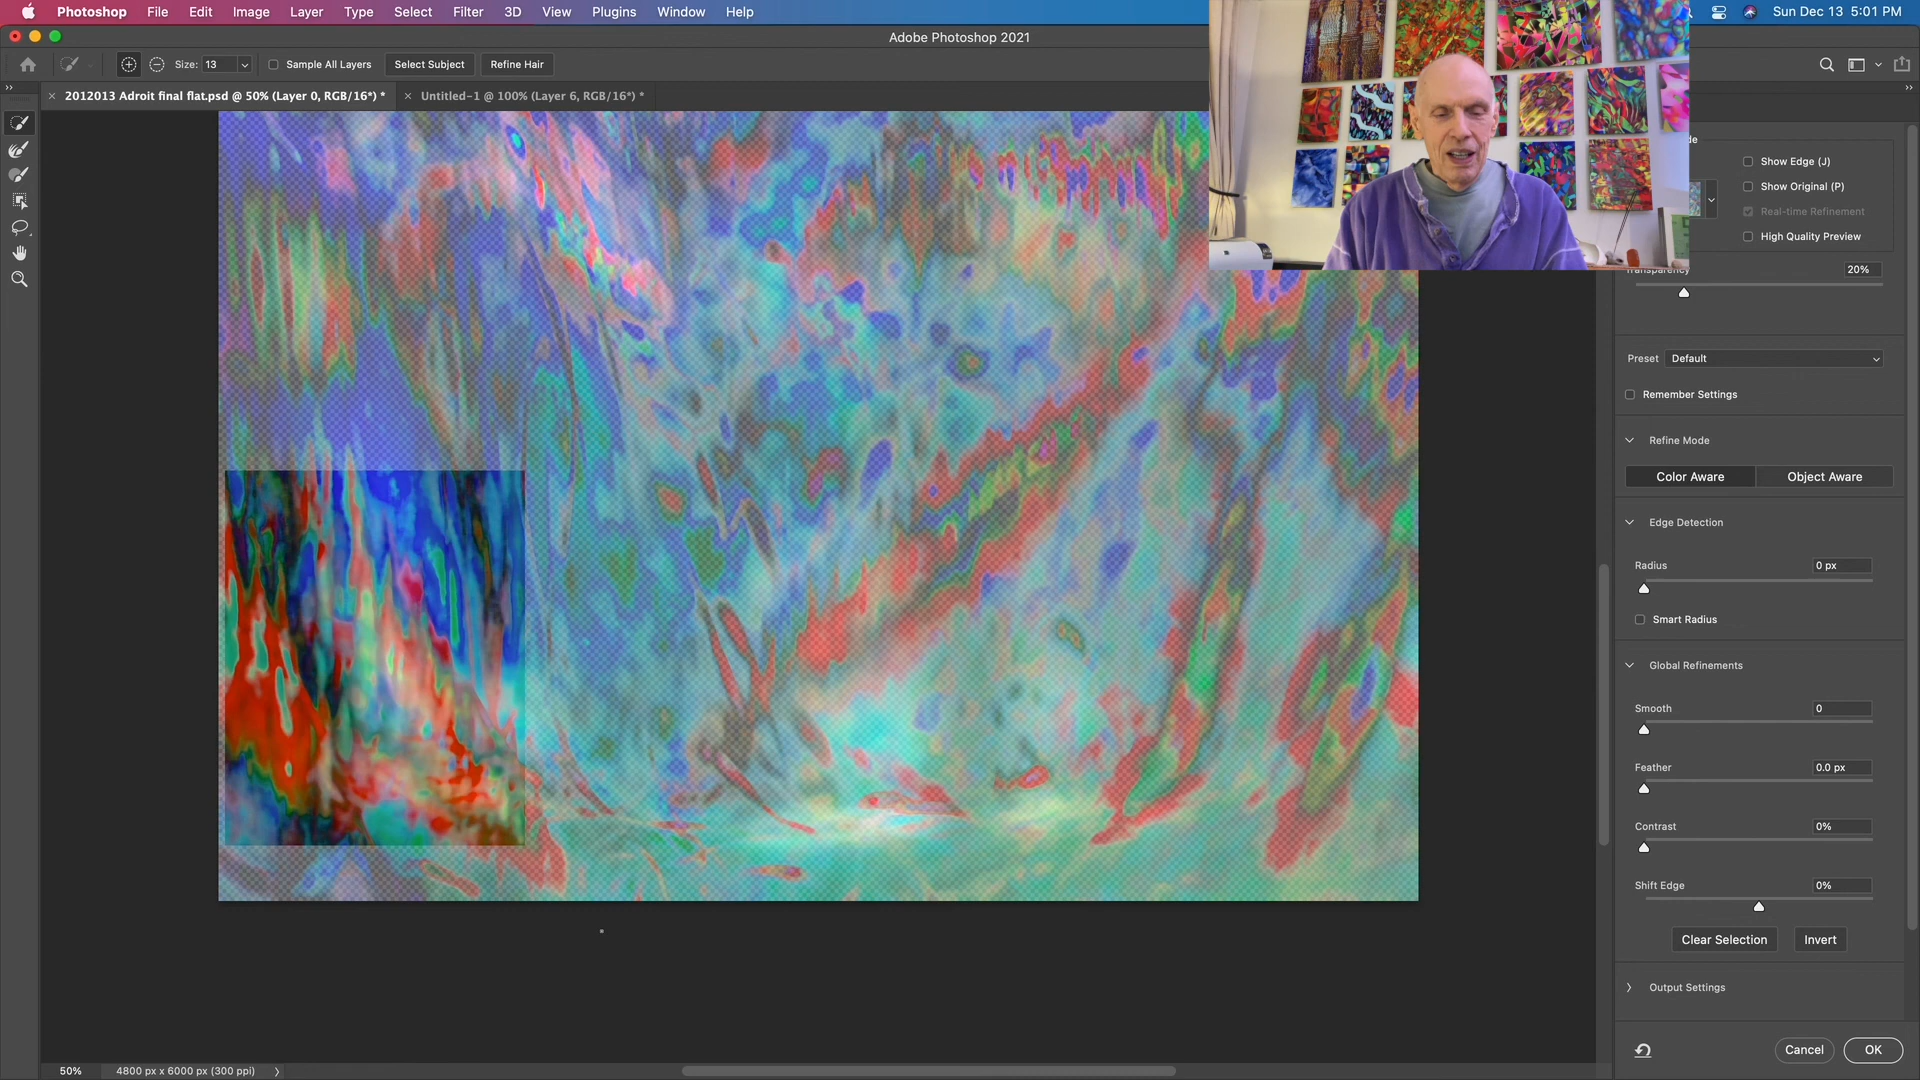 Photoshop File Edit Image Layer Type Select Filter 3D View Plugins Window Help Sun Dec 13 5:01 PM
Adobe Photoshop 2021
Size: 13 Sample All Layers Select Subject Refine Hair
2012013 Adroit final flat.psd @ 50% (Layer 0, RGB/16*) * Untitled-1 @ 100% (Layer 6, RGB/16*) *
de
Show Edge (J)
Show Original (P)
Real-time Refinement
High Quality Preview
Transparency 20%
Preset Default
Remember Settings
Refine Mode
Color Aware Object Aware
Edge Detection
Radius 0 px
Smart Radius
Global Refinements
Smooth 0
Feather 0.0 px
Contrast 0%
Shift Edge 0%
Clear Selection Invert
Output Settings
Cancel OK
50% 4800 px x 6000 px (300 ppi)